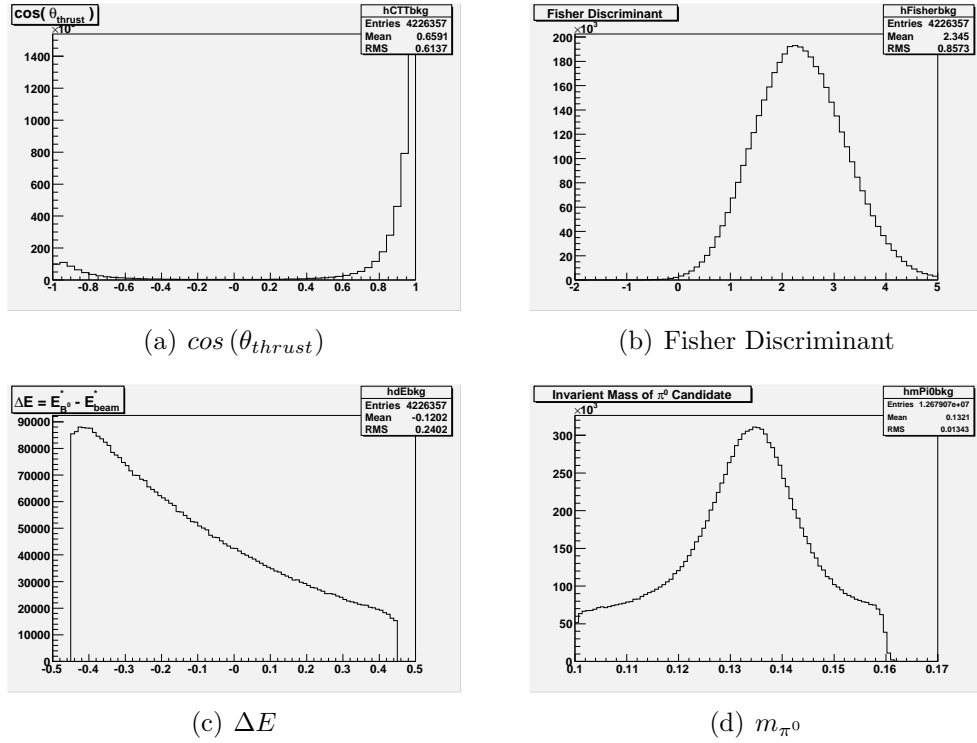 cos( θthrust )
×10³
hCTTbkg
Entries 4226357
Mean 0.6591
RMS 0.6137
1400
1200
1000
800
600
400
200
0
-1 -0.8 -0.6 -0.4 -0.2 0 0.2 0.4 0.6 0.8 1
(a) cos (θthrust)
Fisher Discriminant
×10³
hFisherbkg
Entries 4226357
Mean 2.345
RMS 0.8573
200
180
160
140
120
100
80
60
40
20
0
-2 -1 0 1 2 3 4 5
(b) Fisher Discriminant
ΔE = E*B⁰ - E*beam
hdEbkg
Entries 4226357
Mean -0.1202
RMS 0.2402
90000
80000
70000
60000
50000
40000
30000
20000
10000
0
-0.5 -0.4 -0.3 -0.2 -0.1 -0 0.1 0.2 0.3 0.4 0.5
(c) ΔE
Invarient Mass of π⁰ Candidate
×10³
hmPi0bkg
Entries 1.267907e+07
Mean 0.1321
RMS 0.01343
300
250
200
150
100
50
0
0.1 0.11 0.12 0.13 0.14 0.15 0.16 0.17
(d) mπ⁰